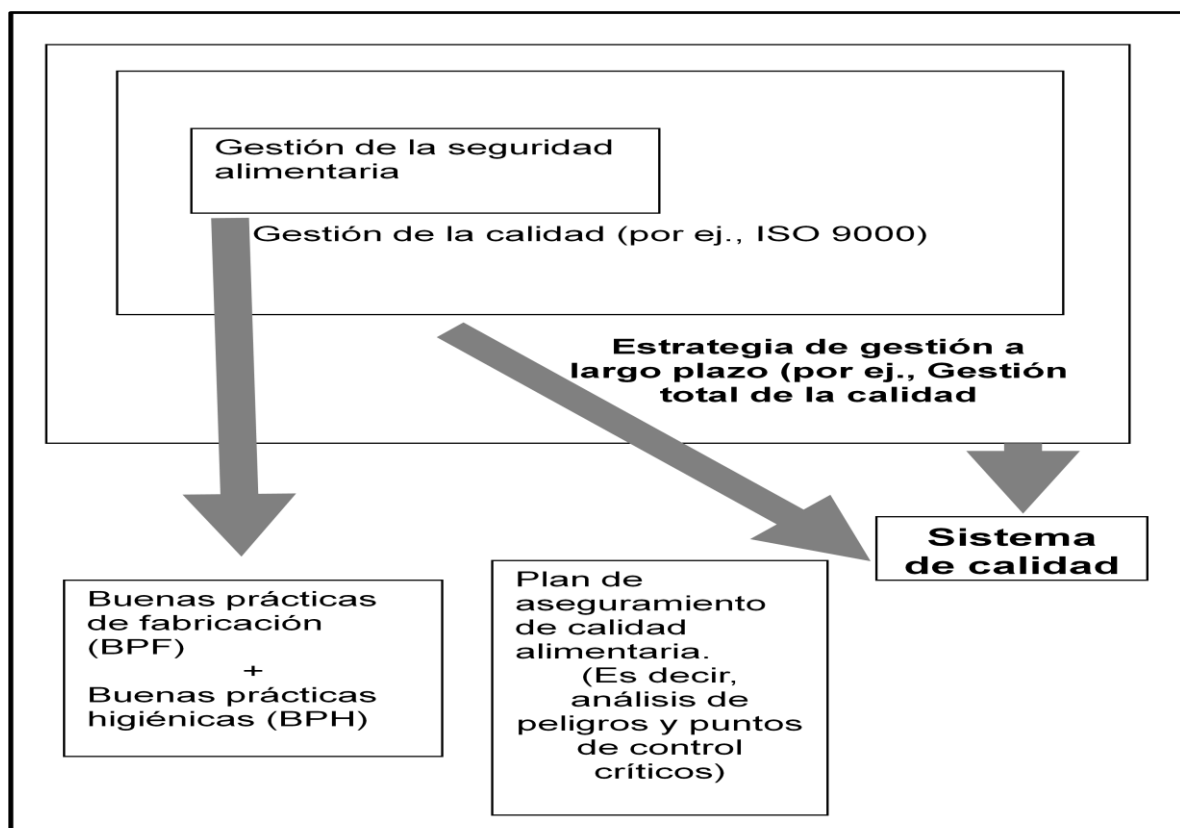 Gestión de la seguridad
alimentaria
Gestión de la calidad (por ej., ISO 9000)
Estrategia de gestión a
largo plazo (por ej., Gestión
total de la calidad
Sistema
de calidad
Buenas prácticas
de fabricación
(BPF)
+
Buenas prácticas
higiénicas (BPH)
Plan de
aseguramiento
de calidad
alimentaria.
(Es decir,
análisis de
peligros y puntos
de control
críticos)